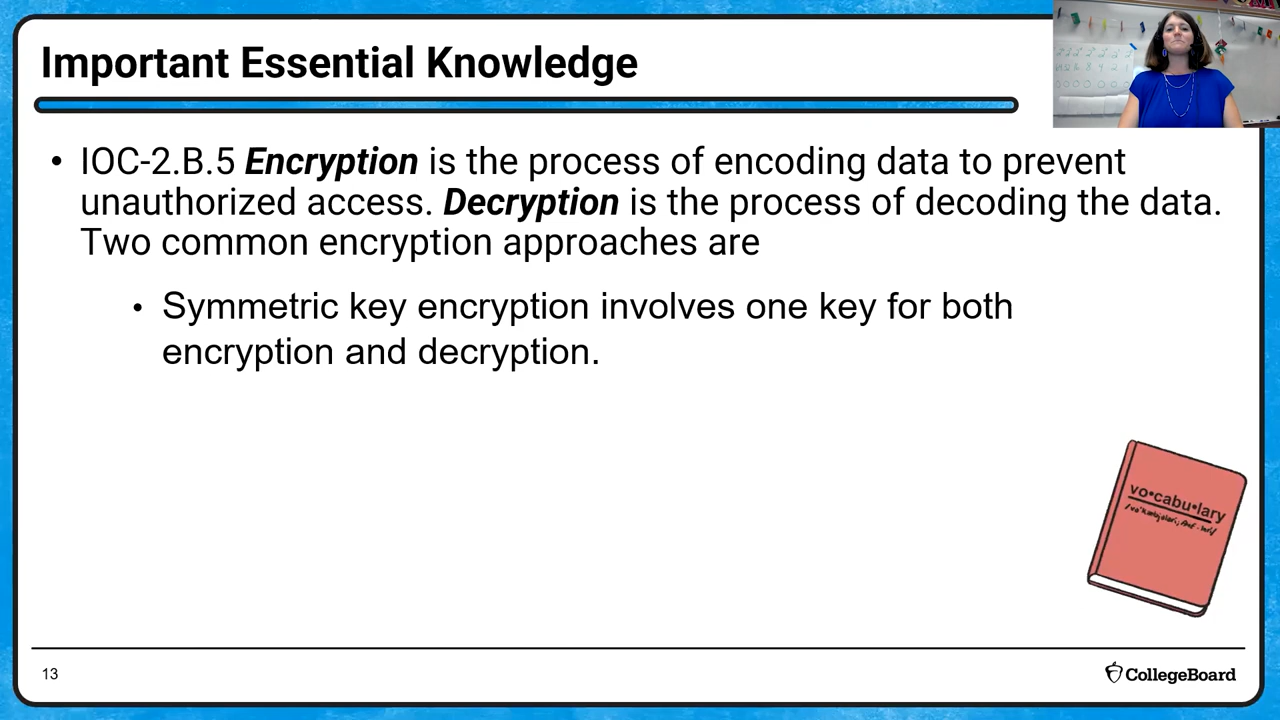 Important Essential Knowledge
• IOC-2.B.5 Encryption is the process of encoding data to prevent
unauthorized access. Decryption is the process of decoding the data.
Two common encryption approaches are
• Symmetric key encryption involves one key for both
encryption and decryption.
vo•cabu•lary
13
CollegeBoard